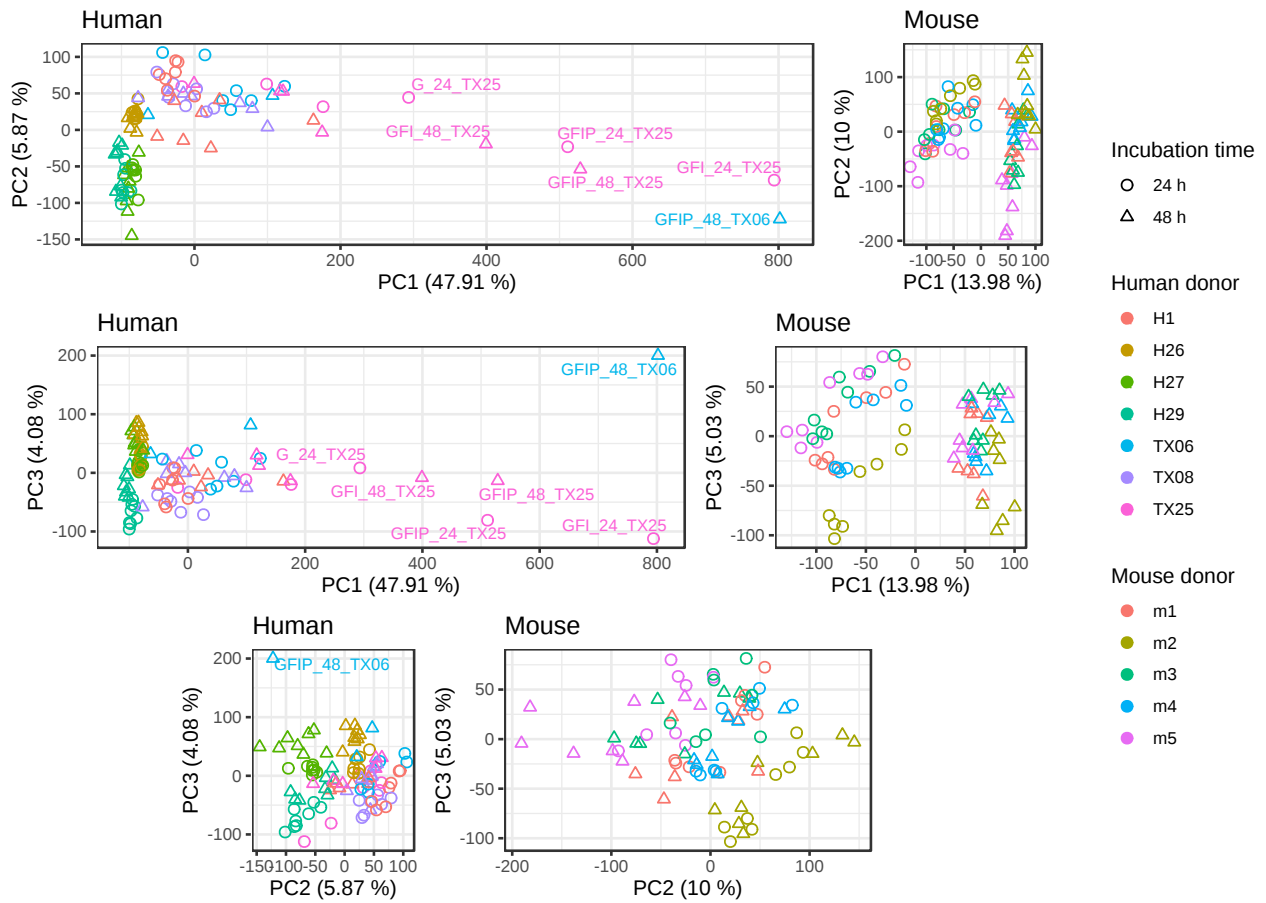 Human
100
50
0
-50
-100
-150
PC2 (5.87 %)
G_24_TX25
GFI_48_TX25
GFIP_24_TX25
GFIP_48_TX25
GFI_24_TX25
GFIP_48_TX06
0
200
400
600
800
PC1 (47.91 %)
Mouse
100
0
-100
-200
PC2 (10 %)
-100
-50
0
50
100
PC1 (13.98 %)
Human
200
100
0
-100
PC3 (4.08 %)
GFIP_48_TX06
G_24_TX25
GFI_48_TX25
GFIP_48_TX25
GFIP_24_TX25
GFI_24_TX25
0
200
400
600
800
PC1 (47.91 %)
Mouse
50
0
-50
-100
PC3 (5.03 %)
-100
-50
0
50
100
PC1 (13.98 %)
Human
200
100
0
-100
PC3 (4.08 %)
GFIP_48_TX06
-150
-100
-50
0
50
100
PC2 (5.87 %)
Mouse
50
0
-50
-100
PC3 (5.03 %)
-200
-100
0
100
PC2 (10 %)
Incubation time
24 h
48 h
Human donor
H1
H26
H27
H29
TX06
TX08
TX25
Mouse donor
m1
m2
m3
m4
m5